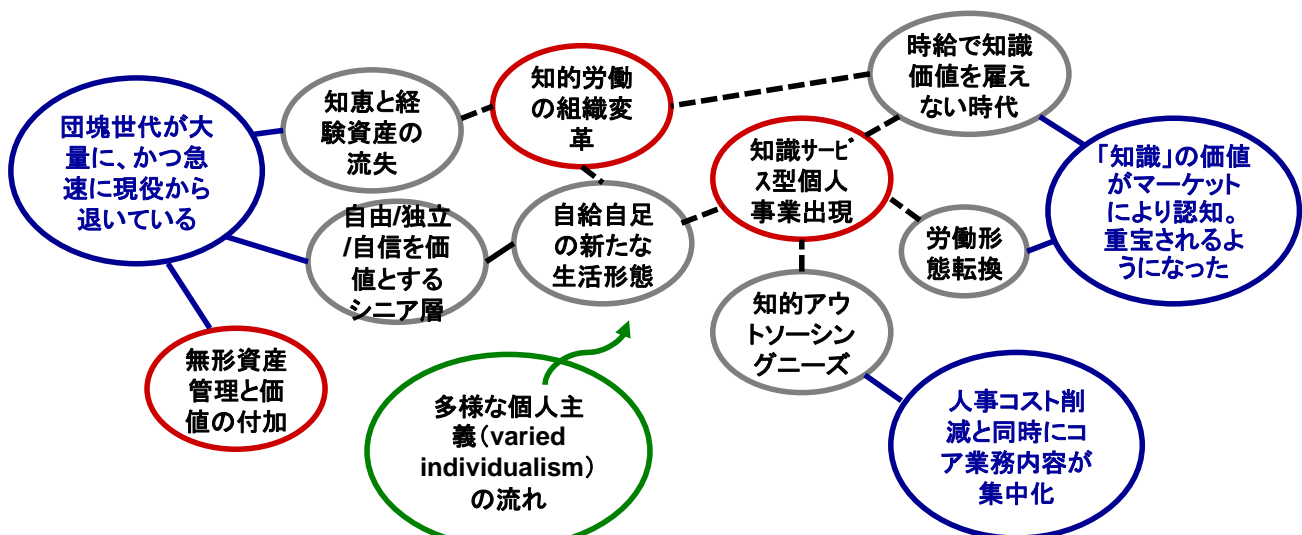 団塊世代が大
量に、かつ急
速に現役から
退いている
知恵と経
験資産の
流失
知的労働
の組織変
革
時給で知識
価値を雇え
ない時代
自由/独立
/自信を価
値とする
シニア層
自給自足
の新たな
生活形態
知識サービ
ス型個人
事業出現
労働形
態転換
「知識」の価値
がマーケット
により認知。
重宝されるよ
うになった
無形資産
管理と価
値の付加
多様な個人主
義（varied
individualism）
の流れ
知的アウ
トソーシン
グニーズ
人事コスト削
減と同時にコ
ア業務内容が
集中化